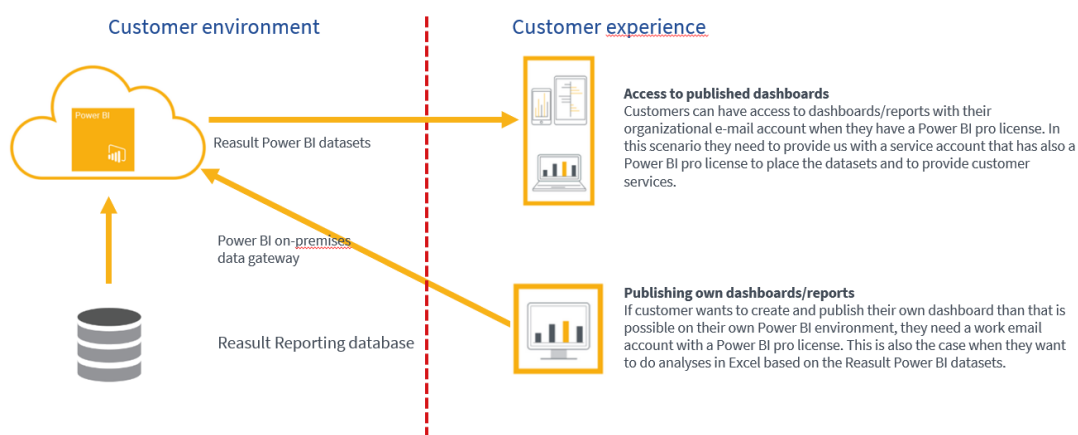 Customer environment
Customer experience
Power BI
Reasult Power BI datasets
Access to published dashboards
Customers can have access to dashboards/reports with their
organizational e-mail account when they have a Power BI pro license. In
this scenario they need to provide us with a service account that has also a
Power BI pro license to place the datasets and to provide customer
services.
Power BI on-premises
data gateway
Reasult Reporting database
Publishing own dashboards/reports
If customer wants to create and publish their own dashboard than that is
possible on their own Power BI environment, they need a work email
account with a Power BI pro license. This is also the case when they want
to do analyses in Excel based on the Reasult Power BI datasets.